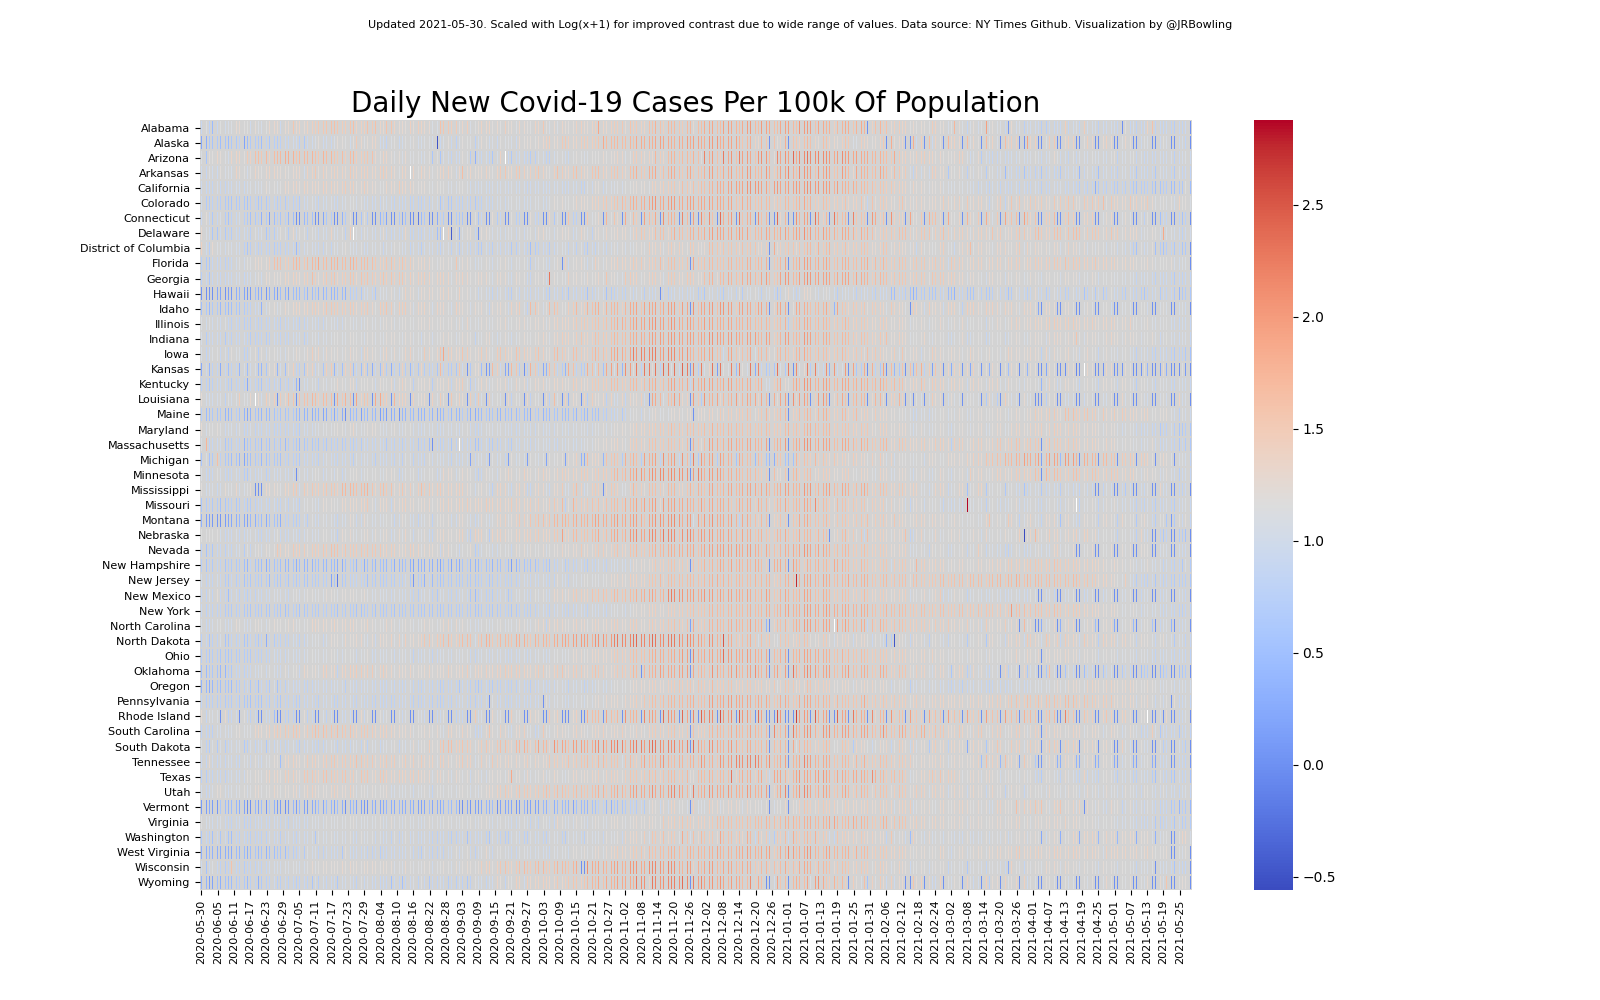 Updated 2021-05-30. Scaled with Log(x+1) for improved contrast due to wide range of values. Data source: NY Times Github. Visualization by @JRBowling
Daily New Covid-19 Cases Per 100k Of Population
Alabama
Alaska
Arizona
Arkansas
California
Colorado
Connecticut
Delaware
District of Columbia
Florida
Georgia
Hawaii
Idaho
Illinois
Indiana
Iowa
Kansas
Kentucky
Louisiana
Maine
Maryland
Massachusetts
Michigan
Minnesota
Mississippi
Missouri
Montana
Nebraska
Nevada
New Hampshire
New Jersey
New Mexico
New York
North Carolina
North Dakota
Ohio
Oklahoma
Oregon
Pennsylvania
Rhode Island
South Carolina
South Dakota
Tennessee
Texas
Utah
Vermont
Virginia
Washington
West Virginia
Wisconsin
Wyoming
2020-05-30
2020-06-05
2020-06-11
2020-06-17
2020-06-23
2020-06-29
2020-07-05
2020-07-11
2020-07-17
2020-07-23
2020-07-29
2020-08-04
2020-08-10
2020-08-16
2020-08-22
2020-08-28
2020-09-03
2020-09-09
2020-09-15
2020-09-21
2020-09-27
2020-10-03
2020-10-09
2020-10-15
2020-10-21
2020-10-27
2020-11-02
2020-11-08
2020-11-14
2020-11-20
2020-11-26
2020-12-02
2020-12-08
2020-12-14
2020-12-20
2020-12-26
2021-01-01
2021-01-07
2021-01-13
2021-01-19
2021-01-25
2021-01-31
2021-02-06
2021-02-12
2021-02-18
2021-02-24
2021-03-02
2021-03-08
2021-03-14
2021-03-20
2021-03-26
2021-04-01
2021-04-07
2021-04-13
2021-04-19
2021-04-25
2021-05-01
2021-05-07
2021-05-13
2021-05-19
2021-05-25
2.5
2.0
1.5
1.0
0.5
0.0
−0.5